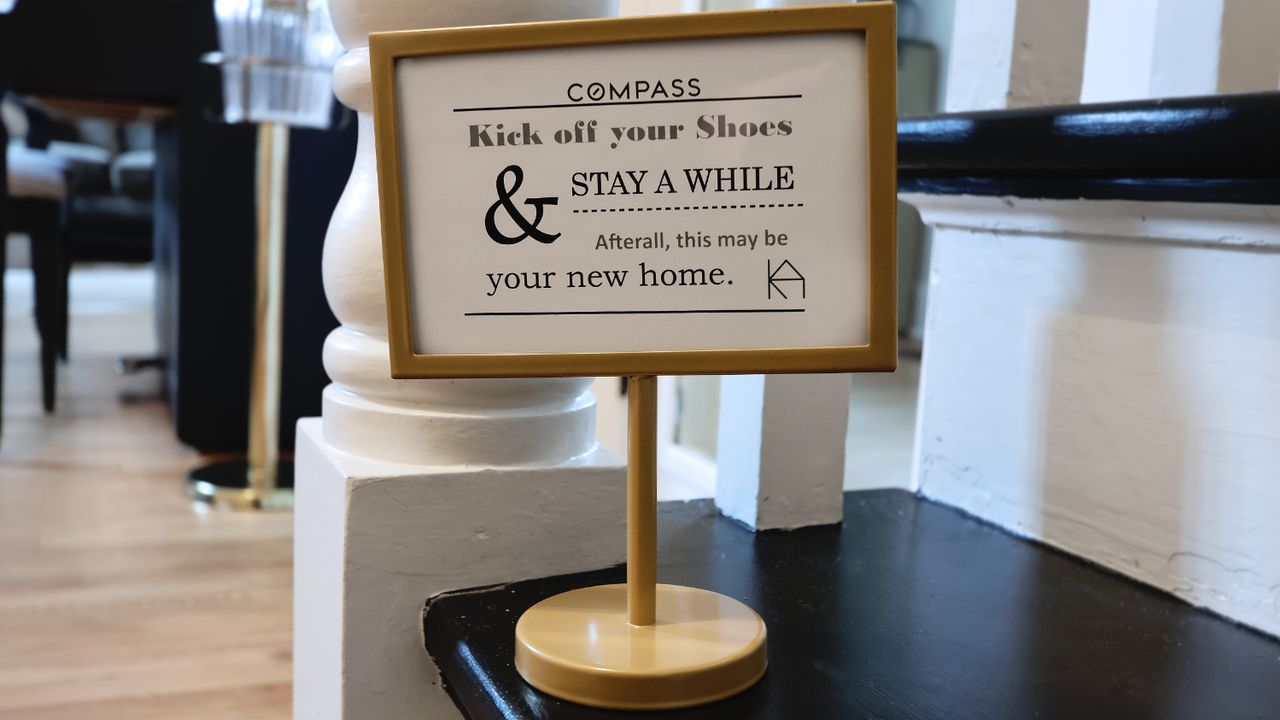 COMPASS
Kick off your Shoes
& STAY A WHILE
Afterall, this may be
your new home.